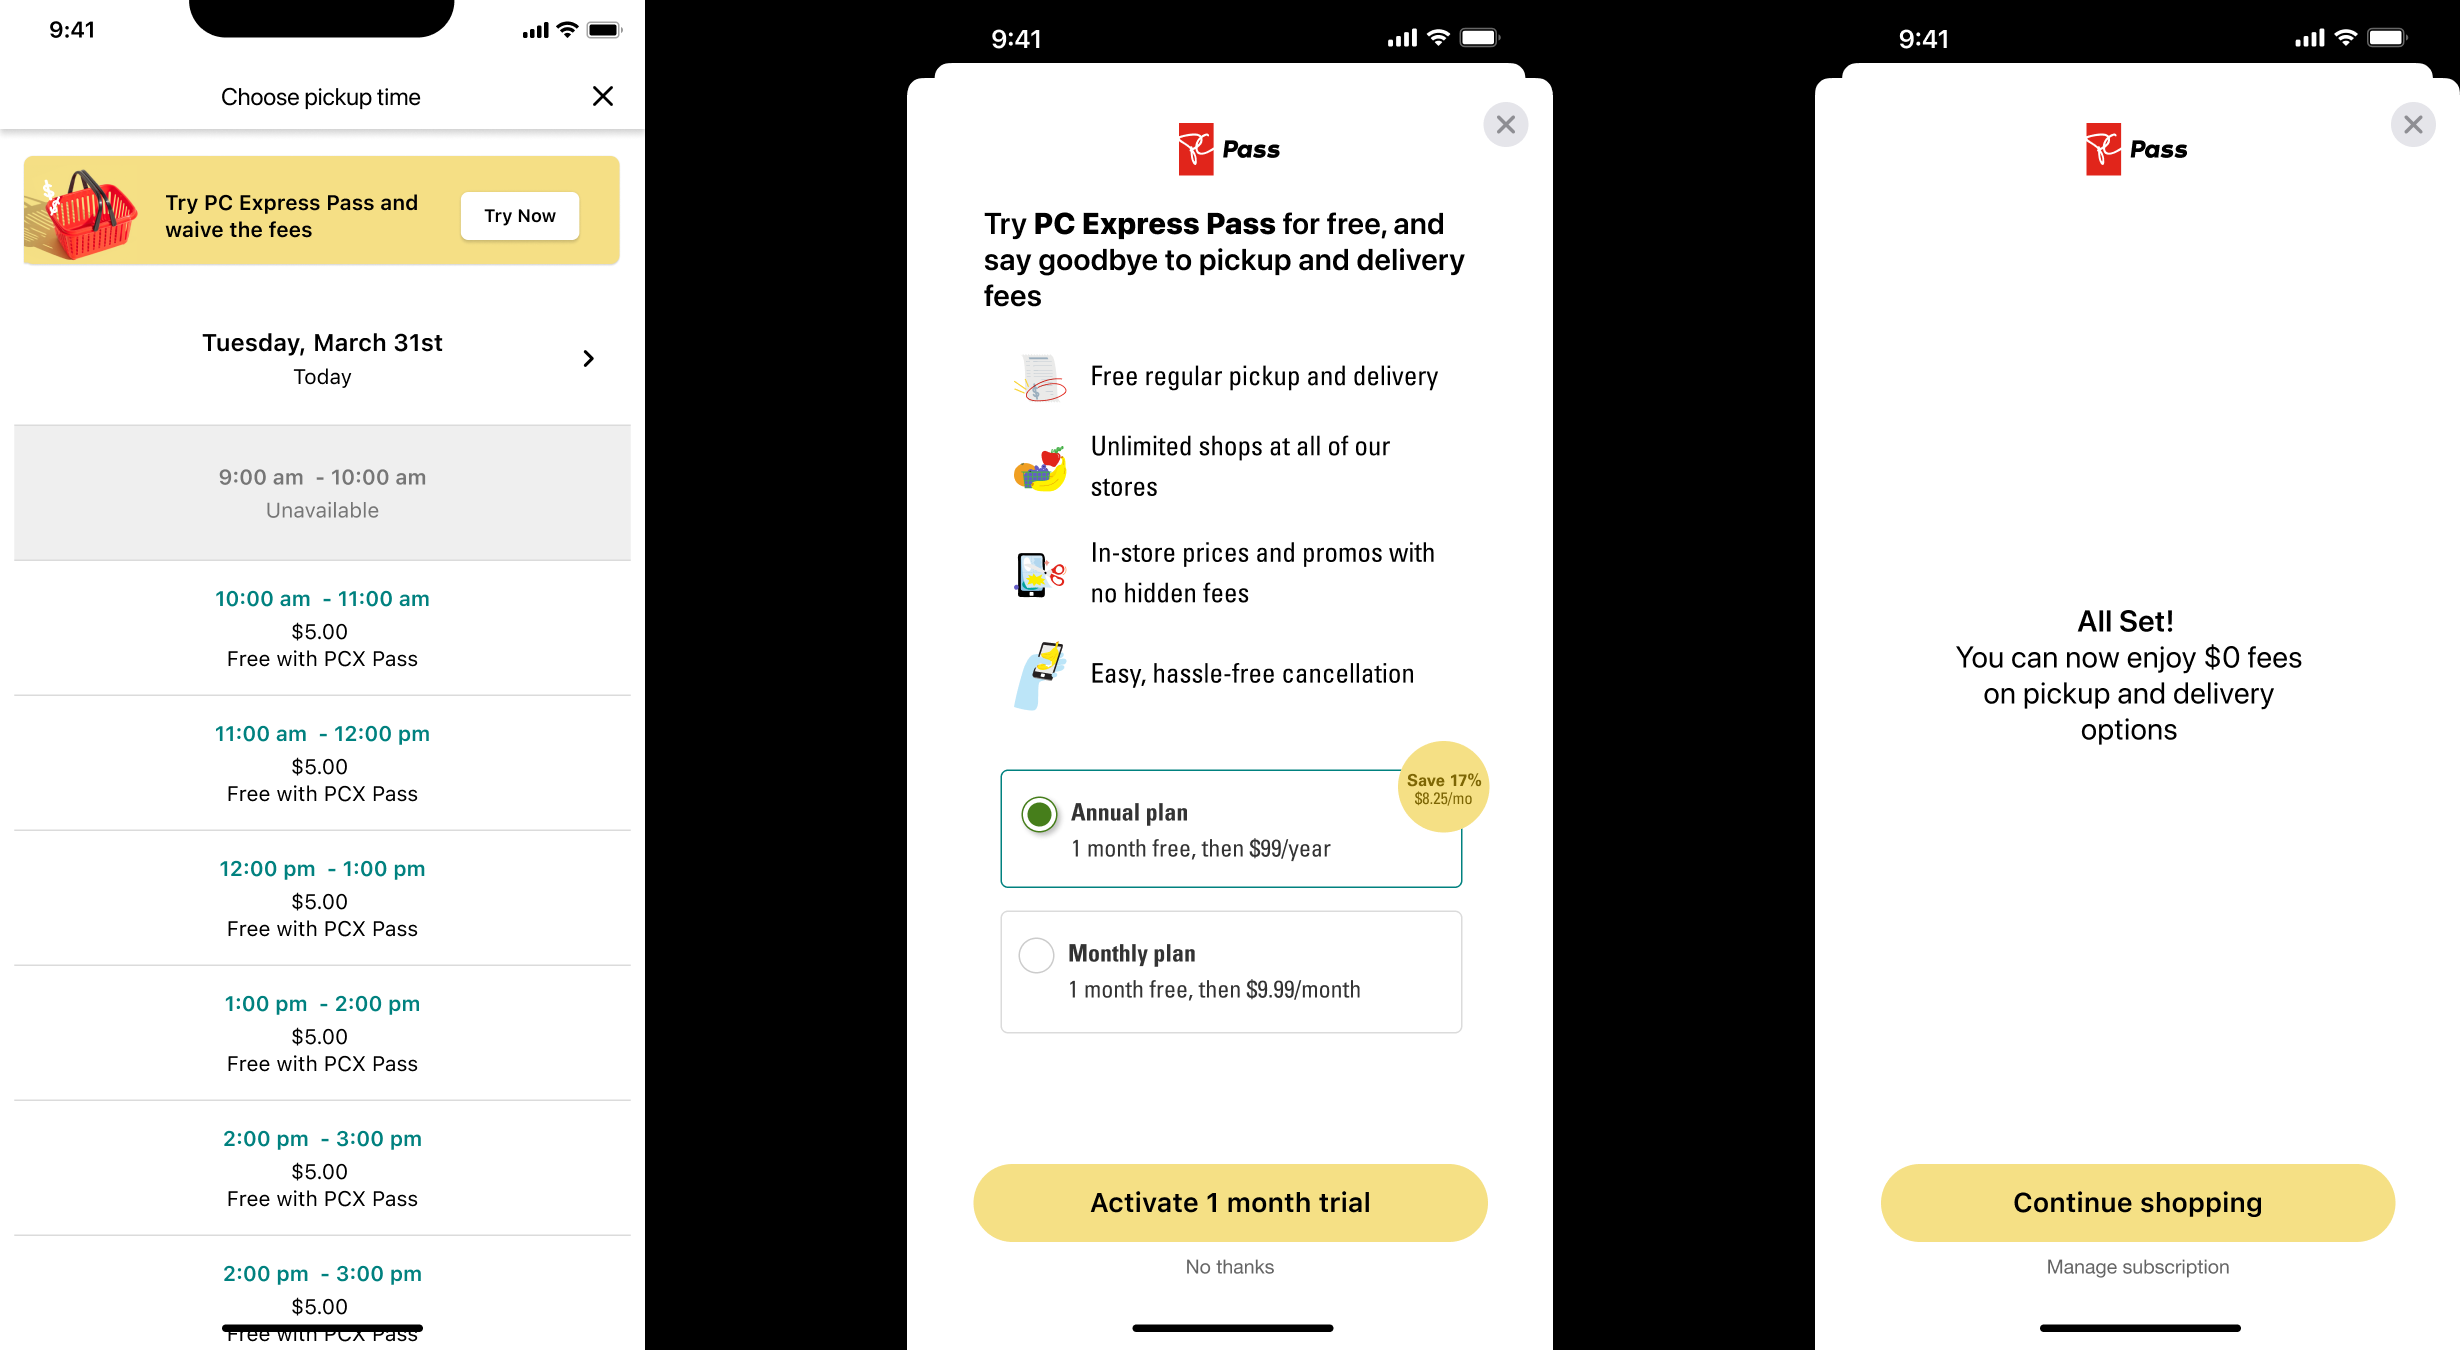 9:41
Choose pickup time
Try PC Express Pass and
waive the fees
Try Now
Tuesday, March 31st
Today
9:00 am - 10:00 am
Unavailable
10:00 am - 11:00 am
$5.00
Free with PCX Pass
11:00 am - 12:00 pm
$5.00
Free with PCX Pass
12:00 pm - 1:00 pm
$5.00
Free with PCX Pass
1:00 pm - 2:00 pm
$5.00
Free with PCX Pass
2:00 pm - 3:00 pm
$5.00
Free with PCX Pass
2:00 pm - 3:00 pm
$5.00
Free with PCX Pass
9:41
PC Pass
Try PC Express Pass for free, and
say goodbye to pickup and delivery
fees
Free regular pickup and delivery
Unlimited shops at all of our
stores
In-store prices and promos with
no hidden fees
Easy, hassle-free cancellation
Save 17%
$8.25/mo
Annual plan
1 month free, then $99/year
Monthly plan
1 month free, then $9.99/month
Activate 1 month trial
No thanks
9:41
PC Pass
All Set!
You can now enjoy $0 fees
on pickup and delivery
options
Continue shopping
Manage subscription